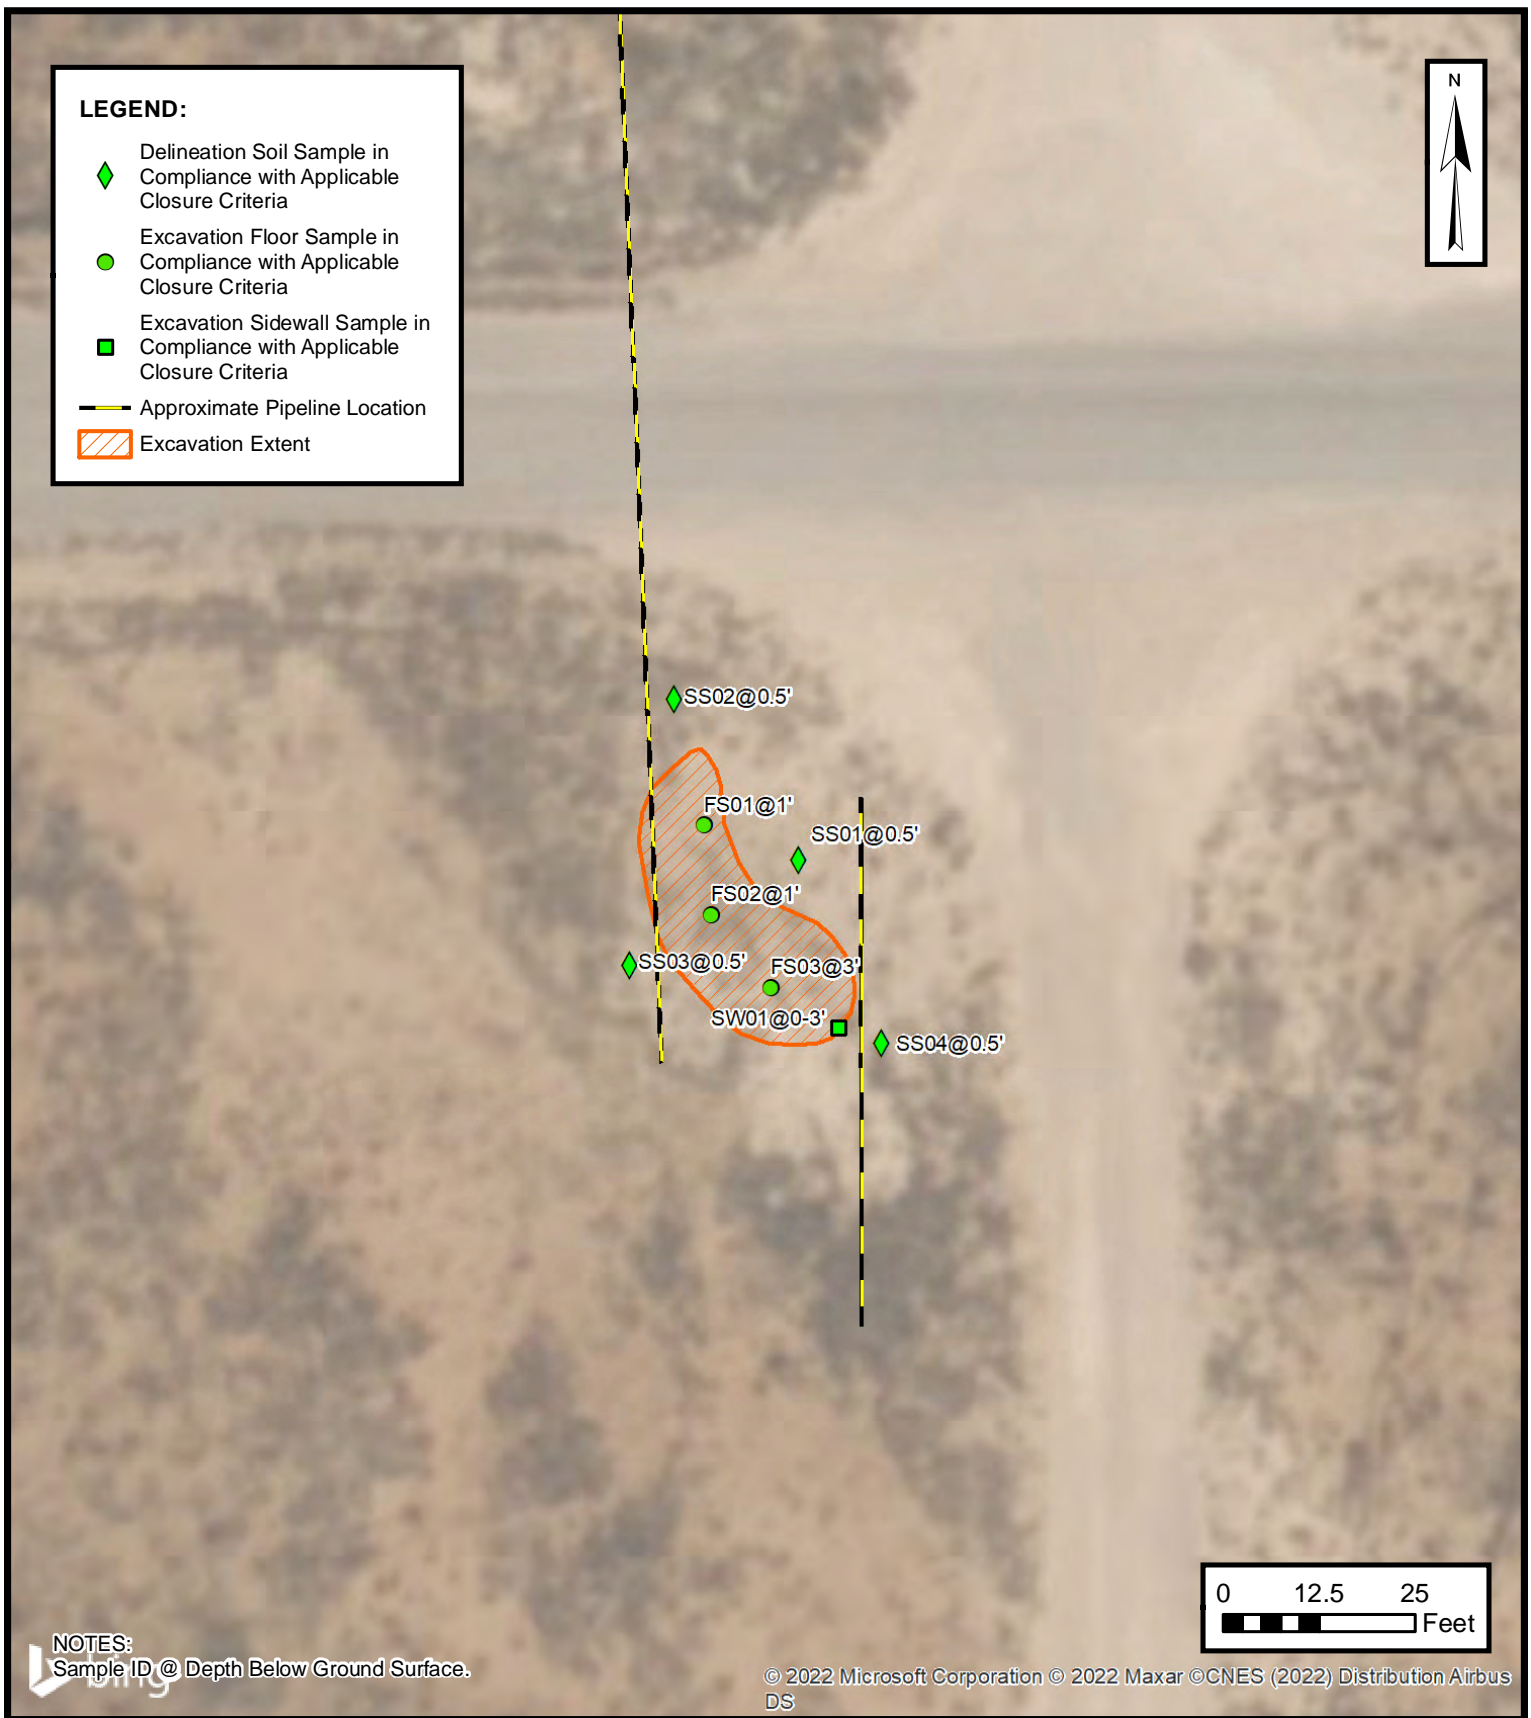 LEGEND:
Delineation Soil Sample in
Compliance with Applicable
Closure Criteria
Excavation Floor Sample in
Compliance with Applicable
Closure Criteria
Excavation Sidewall Sample in
Compliance with Applicable
Closure Criteria
Approximate Pipeline Location
Excavation Extent
N
SS02@0.5'
FS01@1'
SS01@0.5'
FS02@1'
SS03@0.5'
FS03@3'
SW01@0-3'
SS04@0.5'
0 12.5 25
Feet
NOTES:
Sample ID @ Depth Below Ground Surface.
bing
© 2022 Microsoft Corporation © 2022 Maxar ©CNES (2022) Distribution Airbus
DS